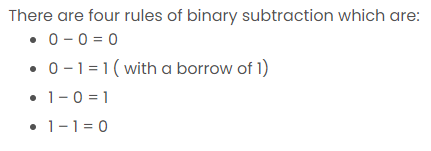 There are four rules of binary subtraction which are:
• 0 – 0 = 0
• 0 – 1 = 1 ( with a borrow of 1)
• 1 – 0 = 1
• 1 – 1 = 0